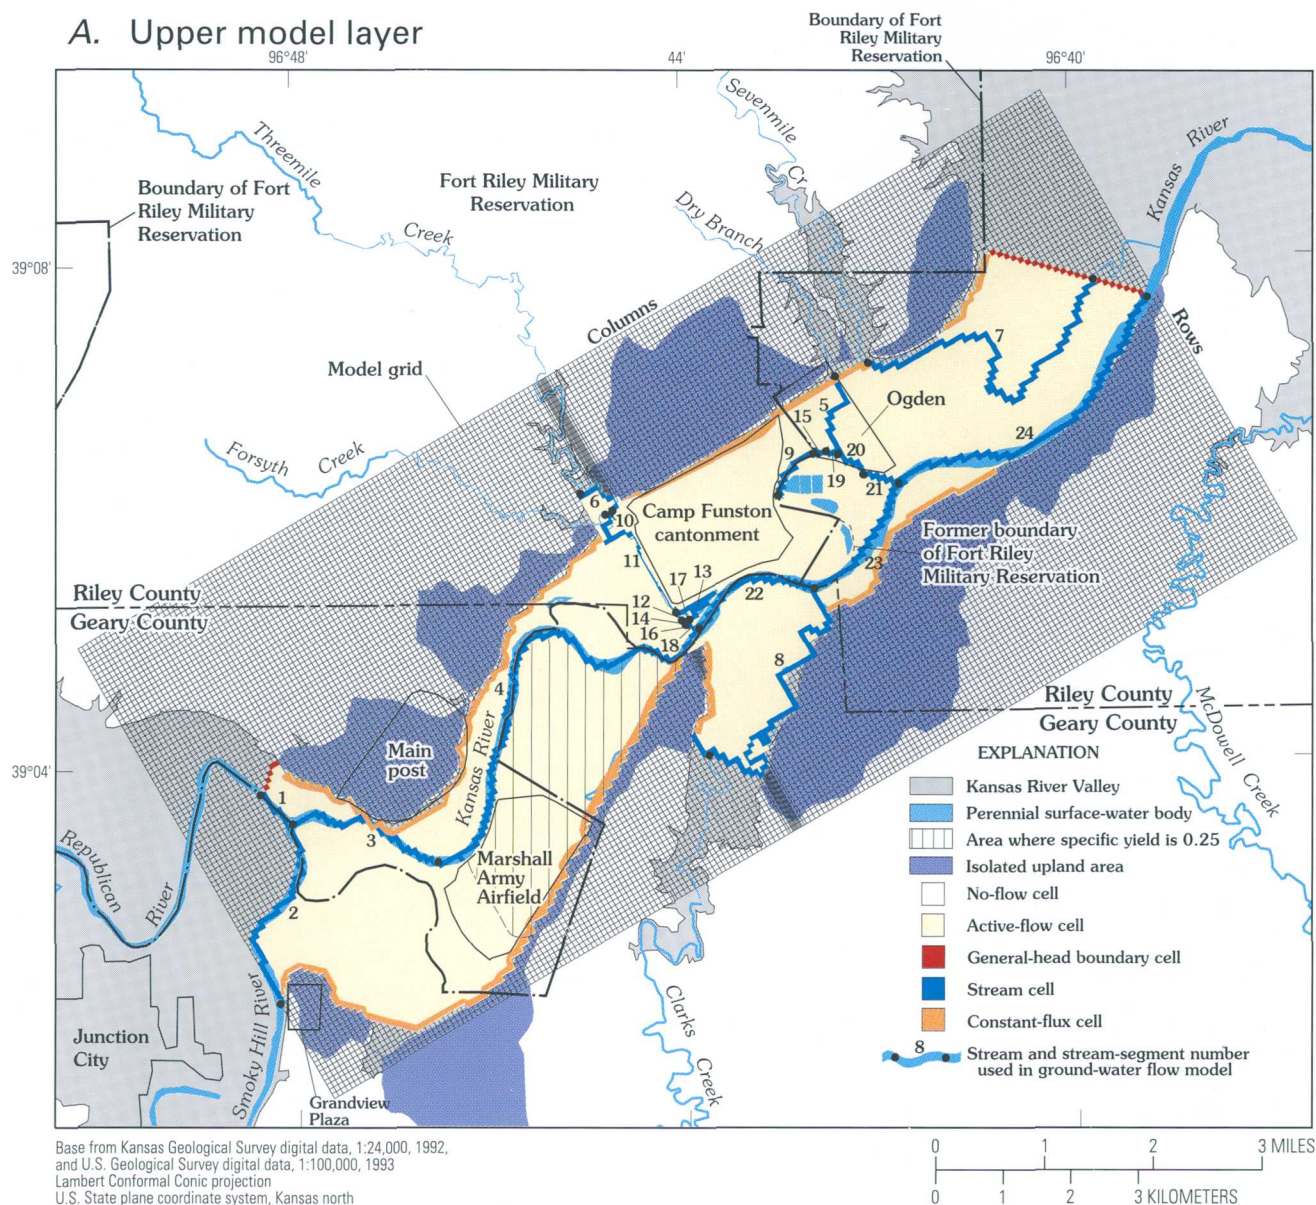 A. Upper model layer
Boundary of Fort
Riley Military
Reservation
96°48'
44'
96°40'
Threemile
Creek
Boundary of Fort
Riley Military
Reservation
Fort Riley Military
Reservation
Sevenmile
Cr
Dry Branch
Kansas River
39°08'
Columns
Rows
Model grid
Forsyth Creek
7
5
Ogden
15
24
9
20
19
21
6
10
Camp Funston
cantonment
11
Former boundary
of Fort Riley
Military Reservation
23
13
17
22
12
14
16
18
Riley County
Geary County
8
4
Kansas River
Main
post
39°04'
1
3
2
Republican
River
Marshall
Army
Airfield
Riley County
Geary County
McDowell Creek
Junction
City
Smoky Hill River
Grandview
Plaza
Clarks
Creek
EXPLANATION
Kansas River Valley
Perennial surface-water body
Area where specific yield is 0.25
Isolated upland area
No-flow cell
Active-flow cell
General-head boundary cell
Stream cell
Constant-flux cell
8
Stream and stream-segment number
used in ground-water flow model
Base from Kansas Geological Survey digital data, 1:24,000, 1992,
and U.S. Geological Survey digital data, 1:100,000, 1993
Lambert Conformal Conic projection
U.S. State plane coordinate system, Kansas north
0 1 2 3 MILES
0 1 2 3 KILOMETERS